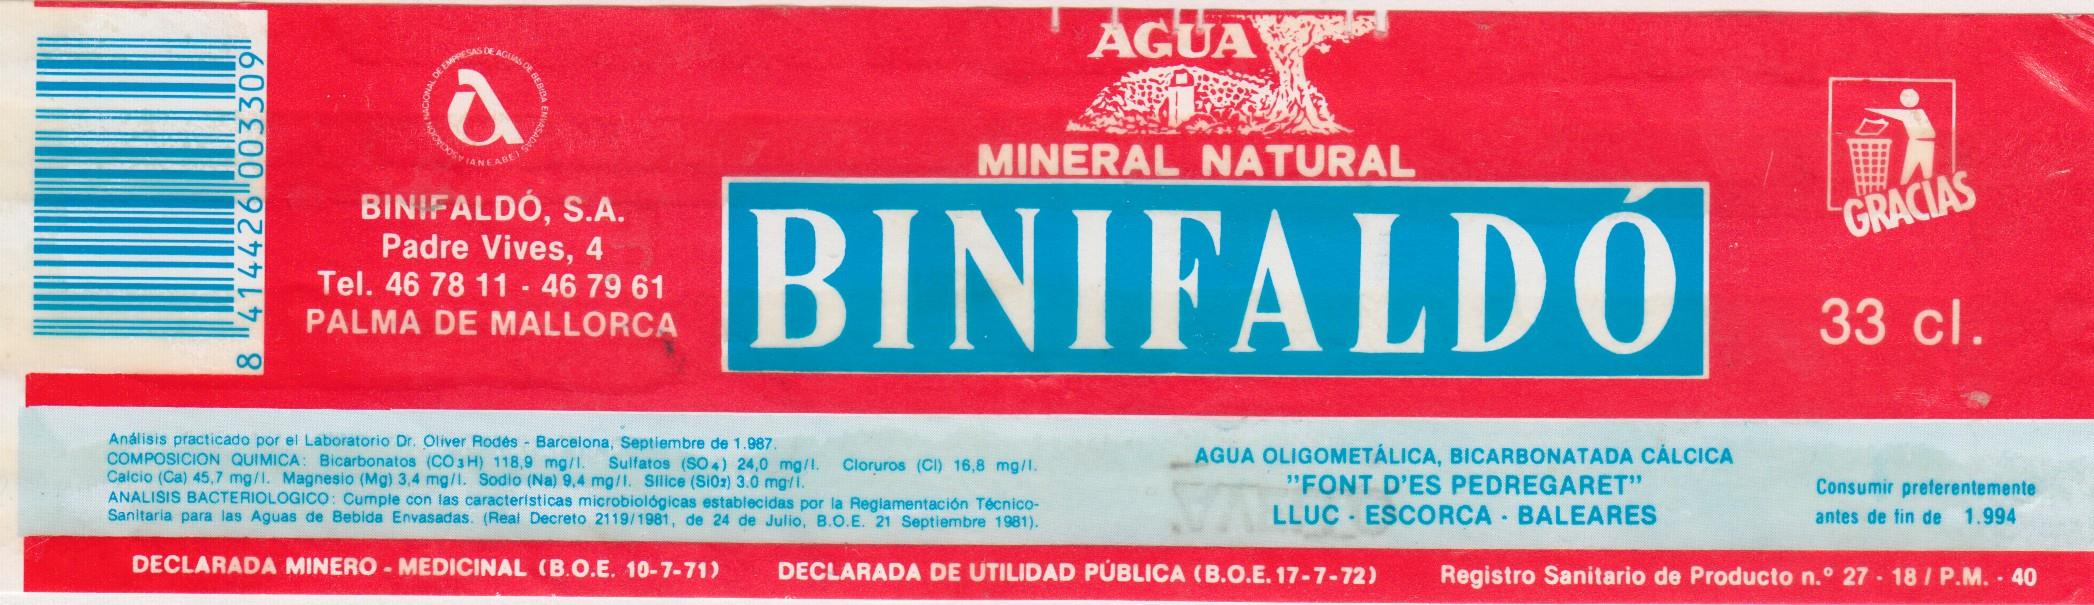 8 414426 003309
ASOCIACIÓN NACIONAL DE EMPRESAS DE AGUAS DE BEBIDA ENVASADAS (ANEABE)
BINIFALDÓ, S.A.
Padre Vives, 4
Tel. 46 78 11 - 46 79 61
PALMA DE MALLORCA
AGUA
MINERAL NATURAL
BINIFALDÓ
GRACIAS
33 cl.
Análisis practicado por el Laboratorio Dr. Oliver Rodés - Barcelona, Septiembre de 1.987.
COMPOSICION QUIMICA: Bicarbonatos (CO₃H) 118,9 mg/l. Sulfatos (SO₄) 24,0 mg/l. Cloruros (Cl) 16,8 mg/l.
Calcio (Ca) 45,7 mg/l. Magnesio (Mg) 3,4 mg/l. Sodio (Na) 9,4 mg/l. Sílice (SiO₂) 3.0 mg/l.
ANALISIS BACTERIOLOGICO: Cumple con las características microbiológicas establecidas por la Reglamentación Técnico-
Sanitaria para las Aguas de Bebida Envasadas. (Real Decreto 2119/1981, de 24 de Julio, B.O.E. 21 Septiembre 1981).
AGUA OLIGOMETÁLICA, BICARBONATADA CÁLCICA
"FONT D'ES PEDREGARET"
LLUC - ESCORCA - BALEARES
Consumir preferentemente
antes de fin de 1.994
DECLARADA MINERO - MEDICINAL (B.O.E. 10-7-71) DECLARADA DE UTILIDAD PÚBLICA (B.O.E. 17-7-72) Registro Sanitario de Producto n.° 27 - 18 / P.M. - 40